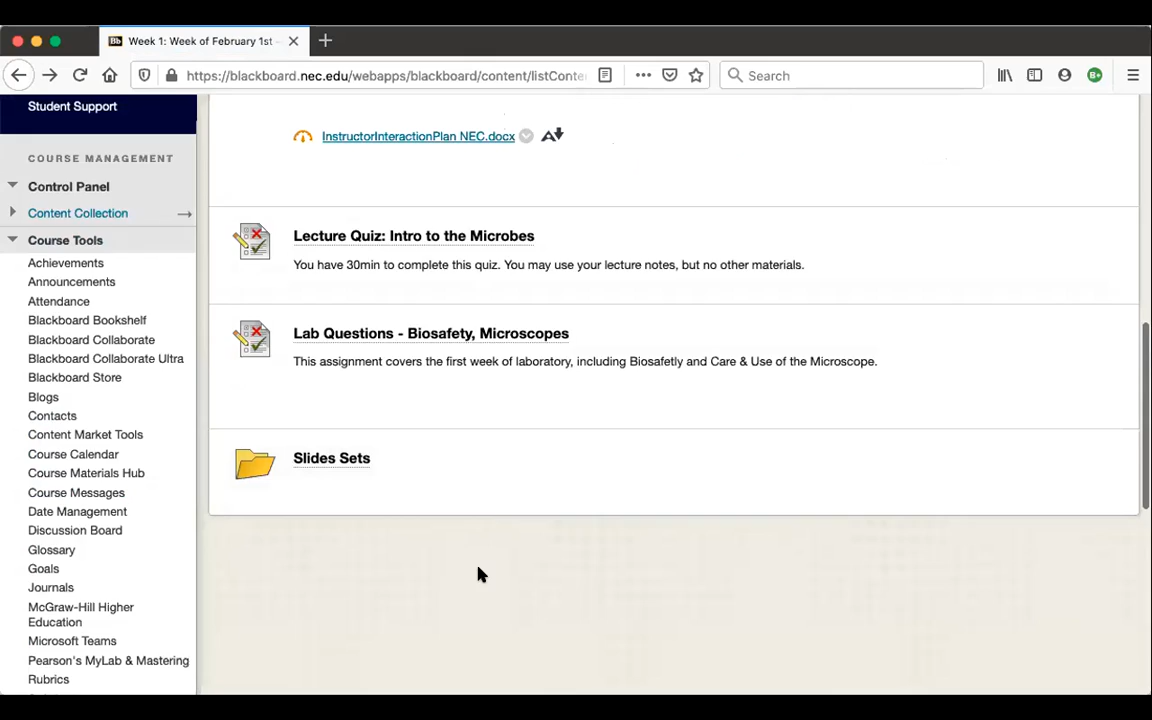 Bb Week 1: Week of February 1st
https://blackboard.nec.edu/webapps/blackboard/content/listConte
Search
Student Support
COURSE MANAGEMENT
Control Panel
Content Collection
Course Tools
Achievements
Announcements
Attendance
Blackboard Bookshelf
Blackboard Collaborate
Blackboard Collaborate Ultra
Blackboard Store
Blogs
Contacts
Content Market Tools
Course Calendar
Course Materials Hub
Course Messages
Date Management
Discussion Board
Glossary
Goals
Journals
McGraw-Hill Higher
Education
Microsoft Teams
Pearson's MyLab & Mastering
Rubrics
InstructorInteractionPlan NEC.docx
Lecture Quiz: Intro to the Microbes
You have 30min to complete this quiz. You may use your lecture notes, but no other materials.
Lab Questions - Biosafety, Microscopes
This assignment covers the first week of laboratory, including Biosafetly and Care & Use of the Microscope.
Slides Sets